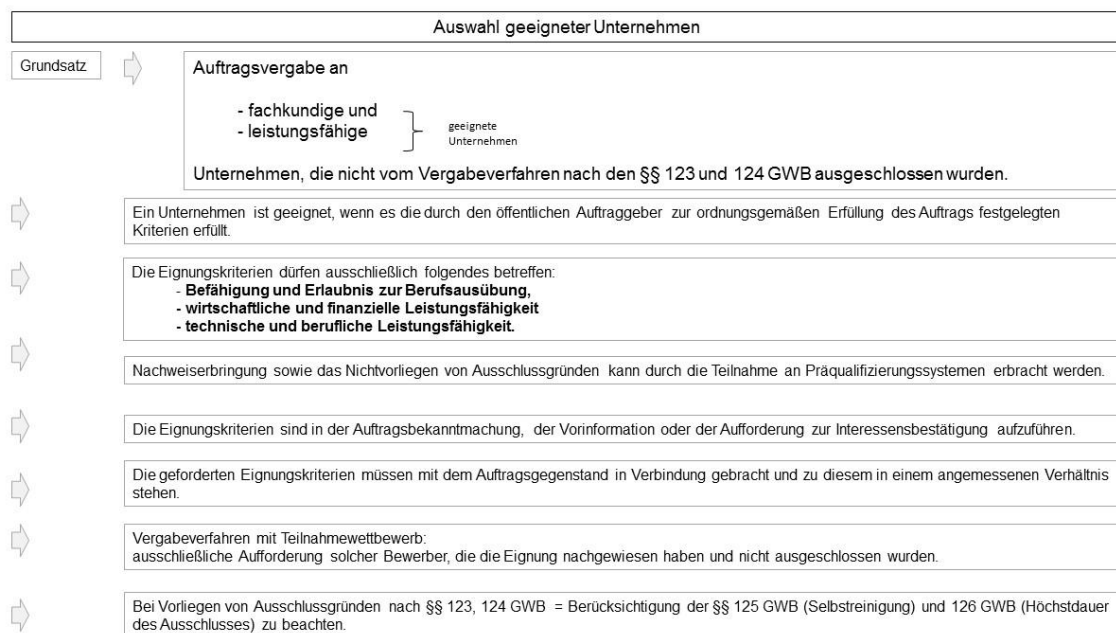 Auswahl geeigneter Unternehmen
Grundsatz
Auftragsvergabe an
- fachkundige und
- leistungsfähige
geeignete
Unternehmen
Unternehmen, die nicht vom Vergabeverfahren nach den §§ 123 und 124 GWB ausgeschlossen wurden.
Ein Unternehmen ist geeignet, wenn es die durch den öffentlichen Auftraggeber zur ordnungsgemäßen Erfüllung des Auftrags festgelegten
Kriterien erfüllt.
Die Eignungskriterien dürfen ausschließlich folgendes betreffen:
- Befähigung und Erlaubnis zur Berufsausübung,
- wirtschaftliche und finanzielle Leistungsfähigkeit
- technische und berufliche Leistungsfähigkeit.
Nachweiserbringung sowie das Nichtvorliegen von Ausschlussgründen kann durch die Teilnahme an Präqualifizierungssystemen erbracht werden.
Die Eignungskriterien sind in der Auftragsbekanntmachung, der Vorinformation oder der Aufforderung zur Interessensbestätigung aufzuführen.
Die geforderten Eignungskriterien müssen mit dem Auftragsgegenstand in Verbindung gebracht und zu diesem in einem angemessenen Verhältnis
stehen.
Vergabeverfahren mit Teilnahmewettbewerb:
ausschließliche Aufforderung solcher Bewerber, die die Eignung nachgewiesen haben und nicht ausgeschlossen wurden.
Bei Vorliegen von Ausschlussgründen nach §§ 123, 124 GWB = Berücksichtigung der §§ 125 GWB (Selbstreinigung) und 126 GWB (Höchstdauer
des Ausschlusses) zu beachten.